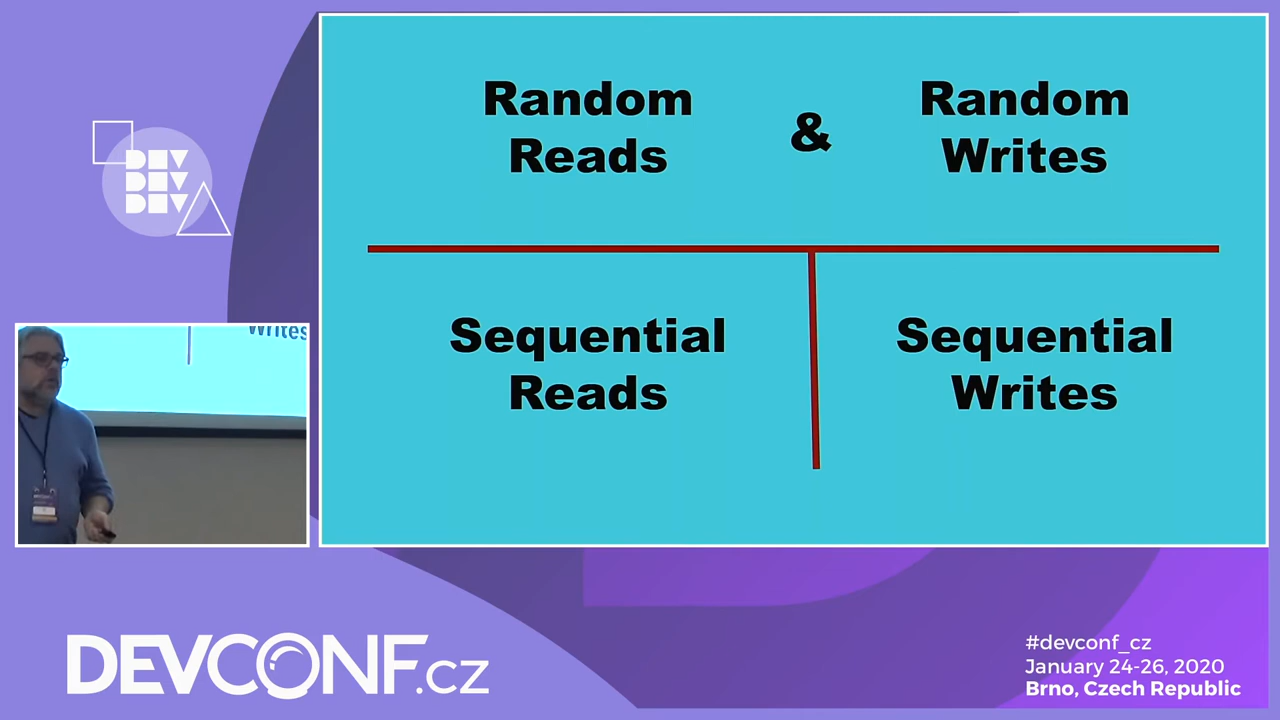 Random
Reads
&
Random
Writes
Sequential
Reads
Sequential
Writes
DEV
DEV
DEV
Writes
DEVCONF.cz
#devconf_cz
January 24-26, 2020
Brno, Czech Republic